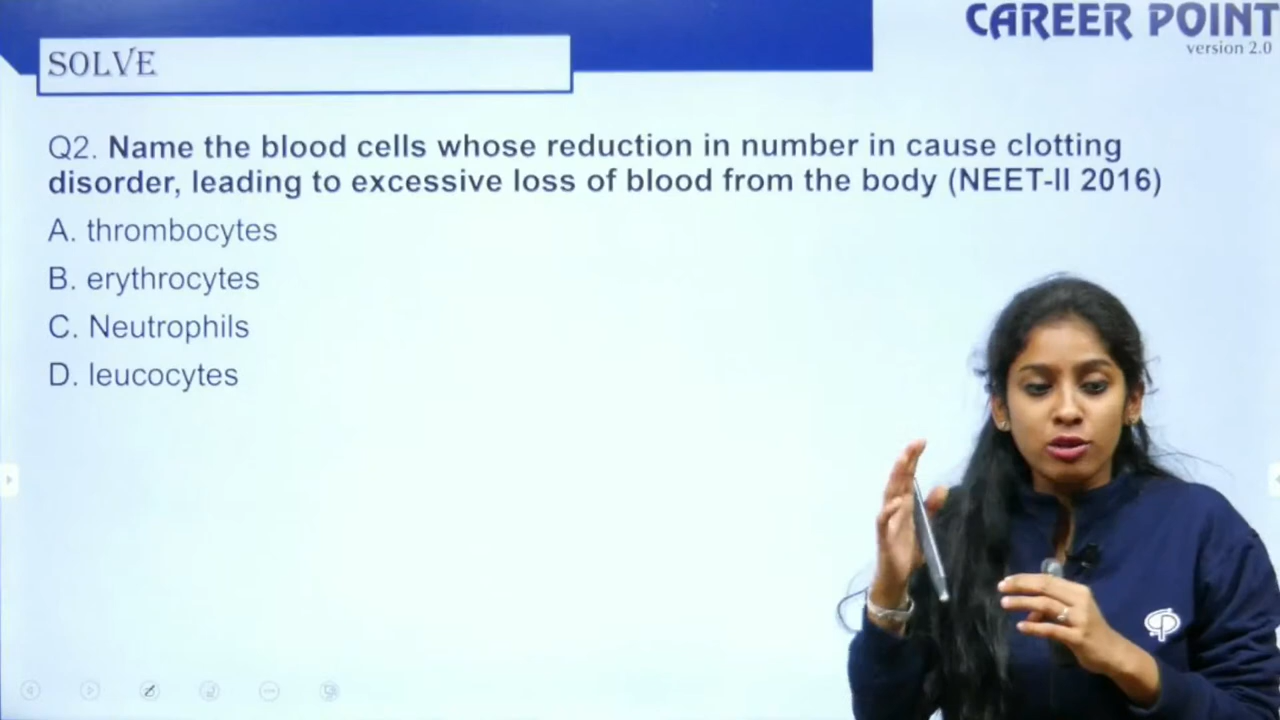 CAREER POINT
version 2.0
SOLVE
Q2. Name the blood cells whose reduction in number in cause clotting
disorder, leading to excessive loss of blood from the body (NEET-II 2016)
A. thrombocytes
B. erythrocytes
C. Neutrophils
D. leucocytes